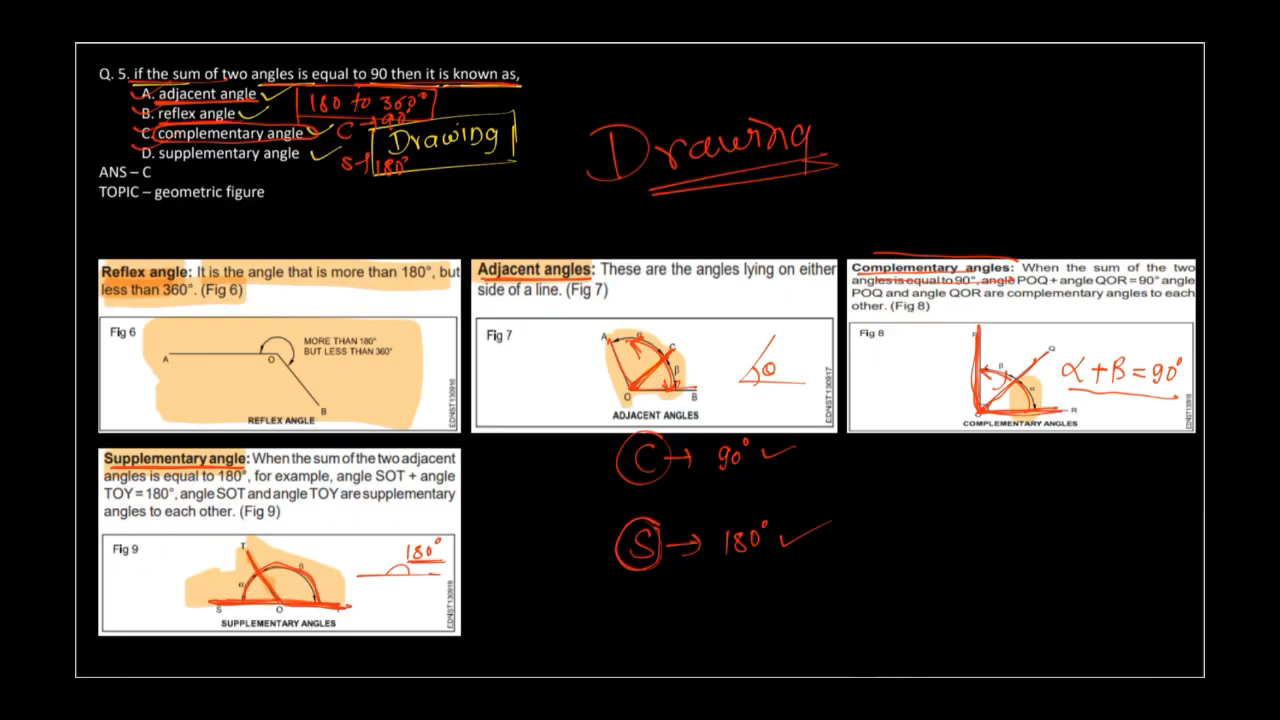 Q. 5. if the sum of two angles is equal to 90 then it is known as,
A. adjacent angle
B. reflex angle
C. complementary angle
D. supplementary angle
ANS – C
TOPIC – geometric figure
180 to 360°
C → 90°
S → 180°
Drawing
Drawing
Reflex angle: It is the angle that is more than 180°, but
less than 360°. (Fig 6)
Fig 6
MORE THAN 180°
BUT LESS THAN 360°
A
O
B
REFLEX ANGLE
EDNST130916
Adjacent angles: These are the angles lying on either
side of a line. (Fig 7)
Fig 7
A
α
C
β
O
B
θ
ADJACENT ANGLES
EDNST130917
Complementary angles: When the sum of the two
angles is equal to 90°, angle POQ + angle QOR = 90° angle
POQ and angle QOR are complementary angles to each
other. (Fig 8)
Fig 8
Q
β
α
R
α + β = 90°
COMPLEMENTARY ANGLES
EDNST130918
Supplementary angle: When the sum of the two adjacent
angles is equal to 180°, for example, angle SOT + angle
TOY = 180°, angle SOT and angle TOY are supplementary
angles to each other. (Fig 9)
Fig 9
T
β
α
S
O
180°
SUPPLEMENTARY ANGLES
EDNST130919
C → 90°
S → 180°